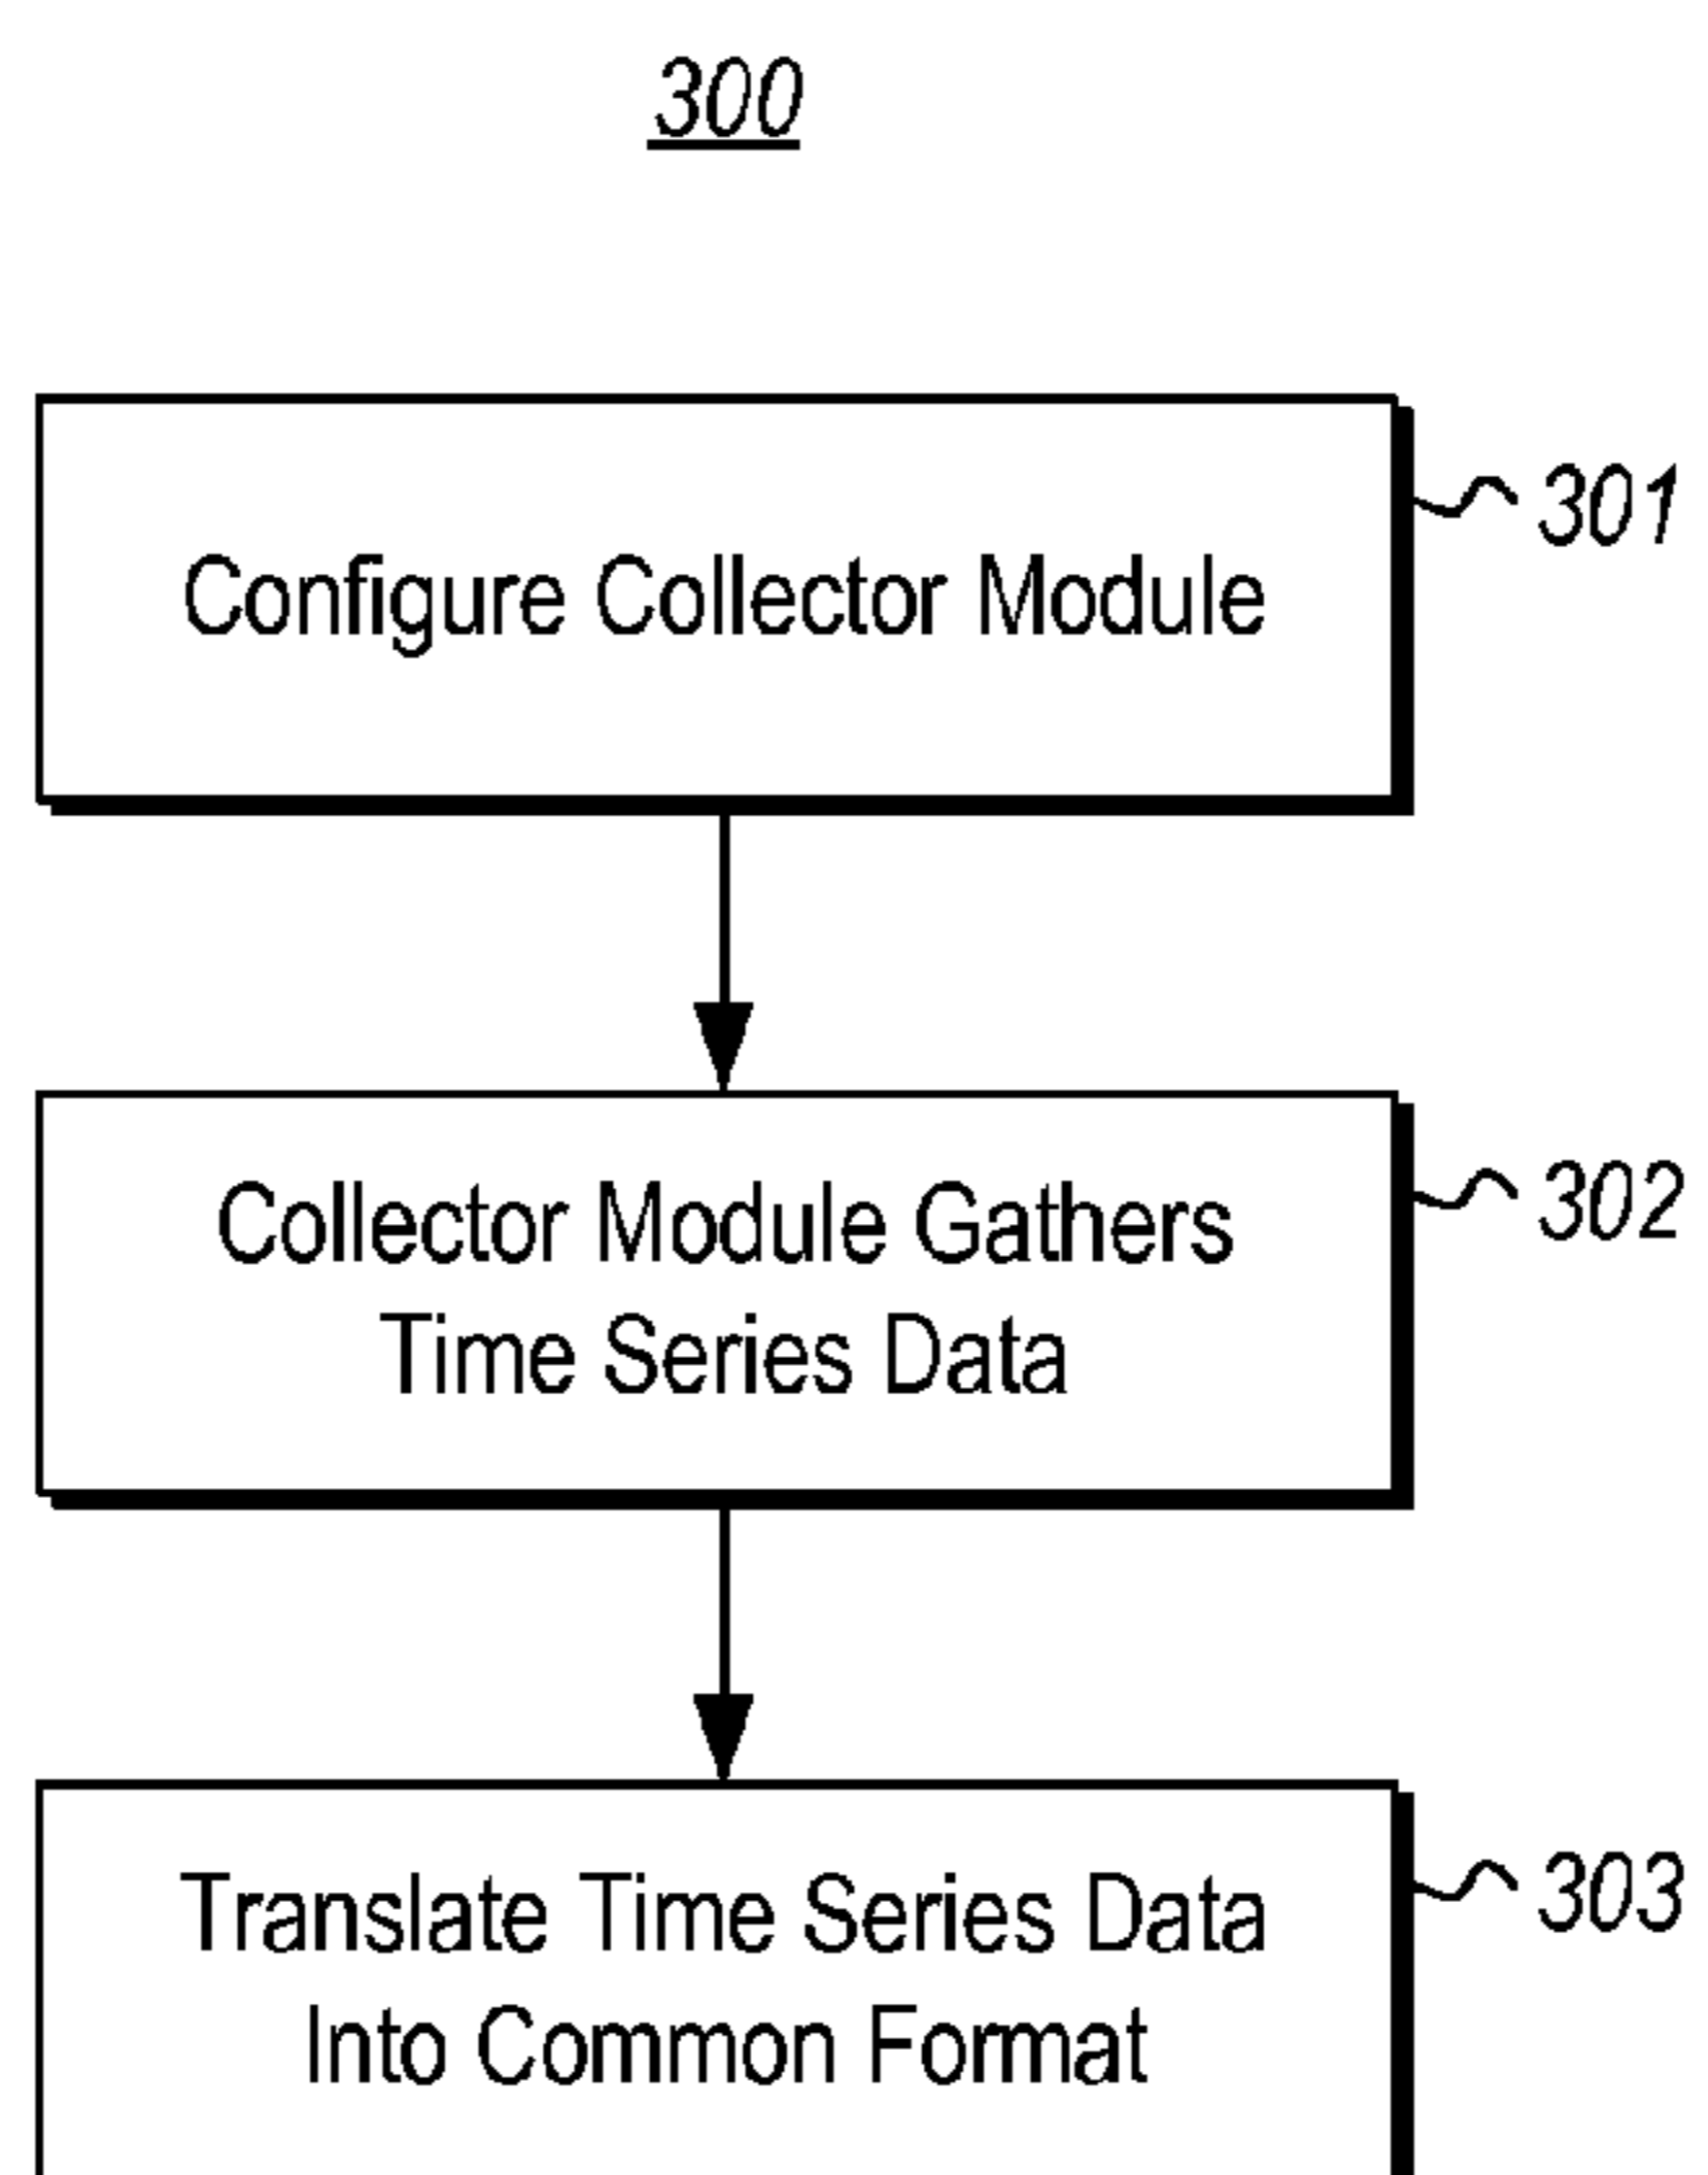 300
Configure Collector Module
301
Collector Module Gathers
Time Series Data
302
Translate Time Series Data
Into Common Format
303